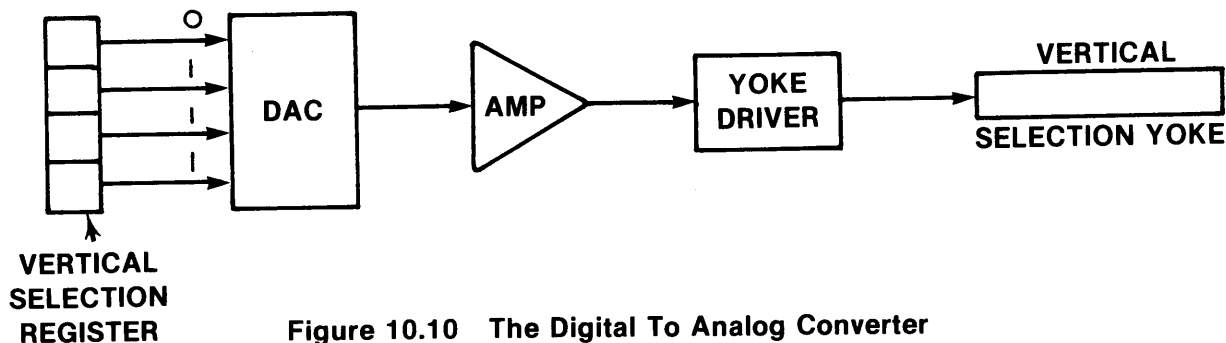 O
I
I
I
DAC
AMP
YOKE
DRIVER
VERTICAL
SELECTION YOKE
VERTICAL
SELECTION
REGISTER
Figure 10.10 The Digital To Analog Converter